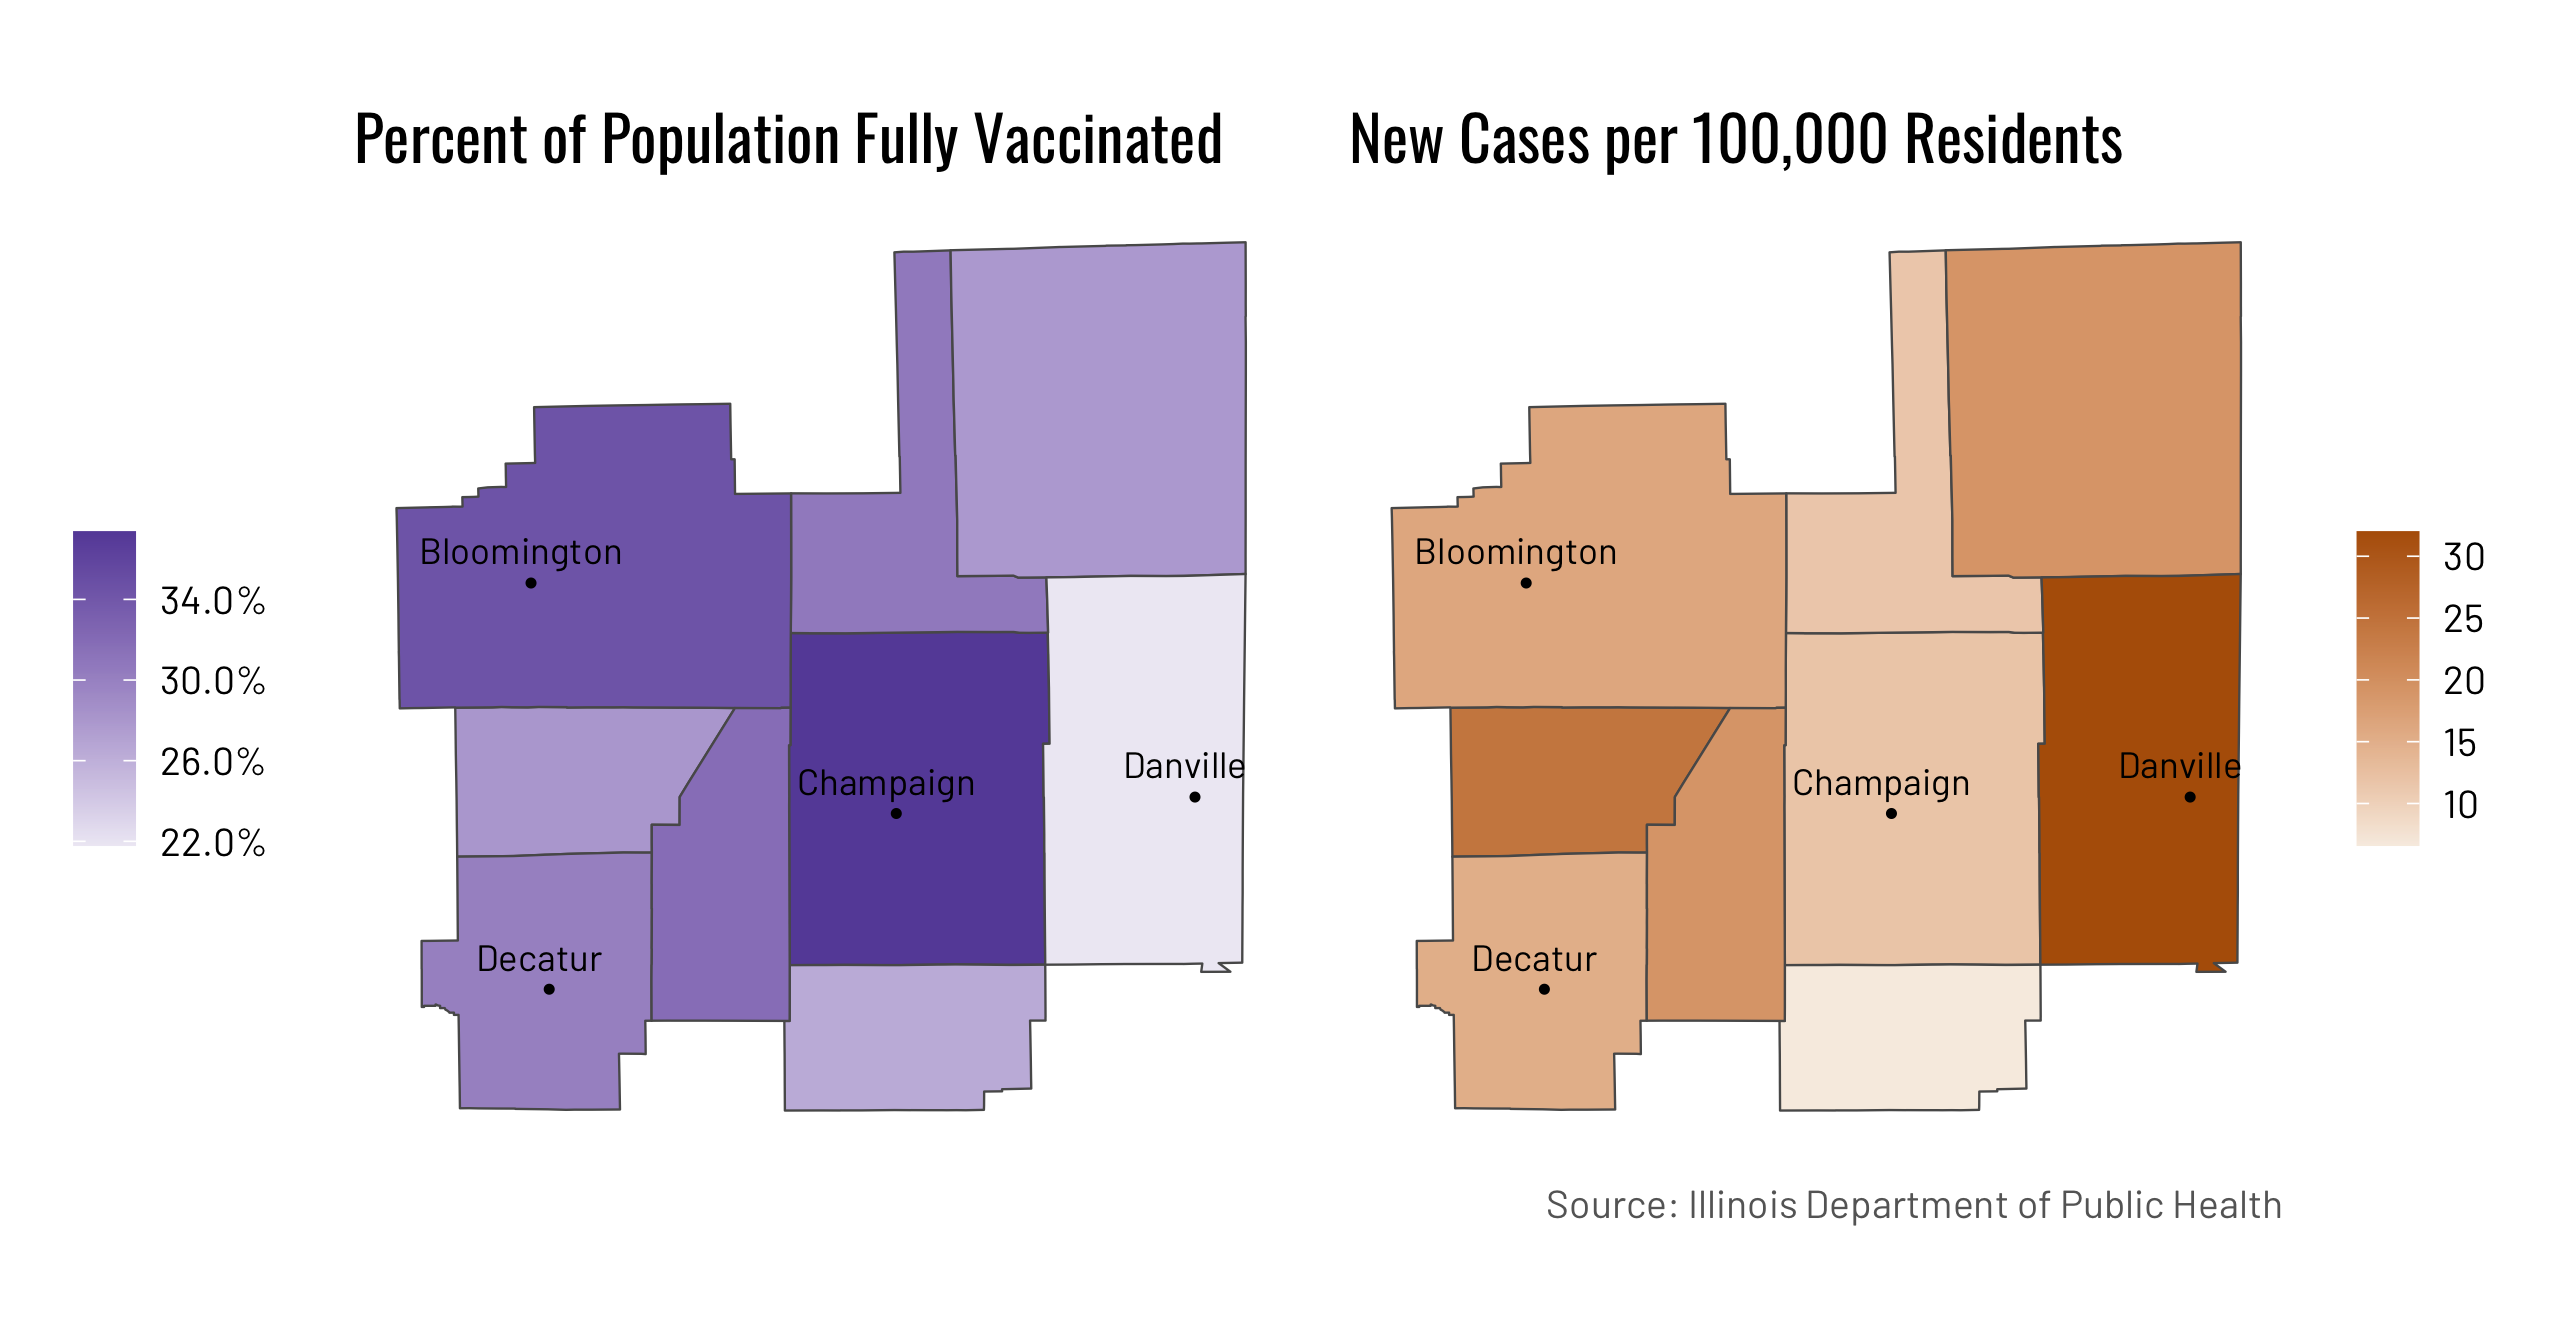 Percent of Population Fully Vaccinated
New Cases per 100,000 Residents
34.0%
30.0%
26.0%
22.0%
Bloomington
Champaign
Danville
Decatur
Bloomington
Champaign
Danville
Decatur
30
25
20
15
10
Source: Illinois Department of Public Health